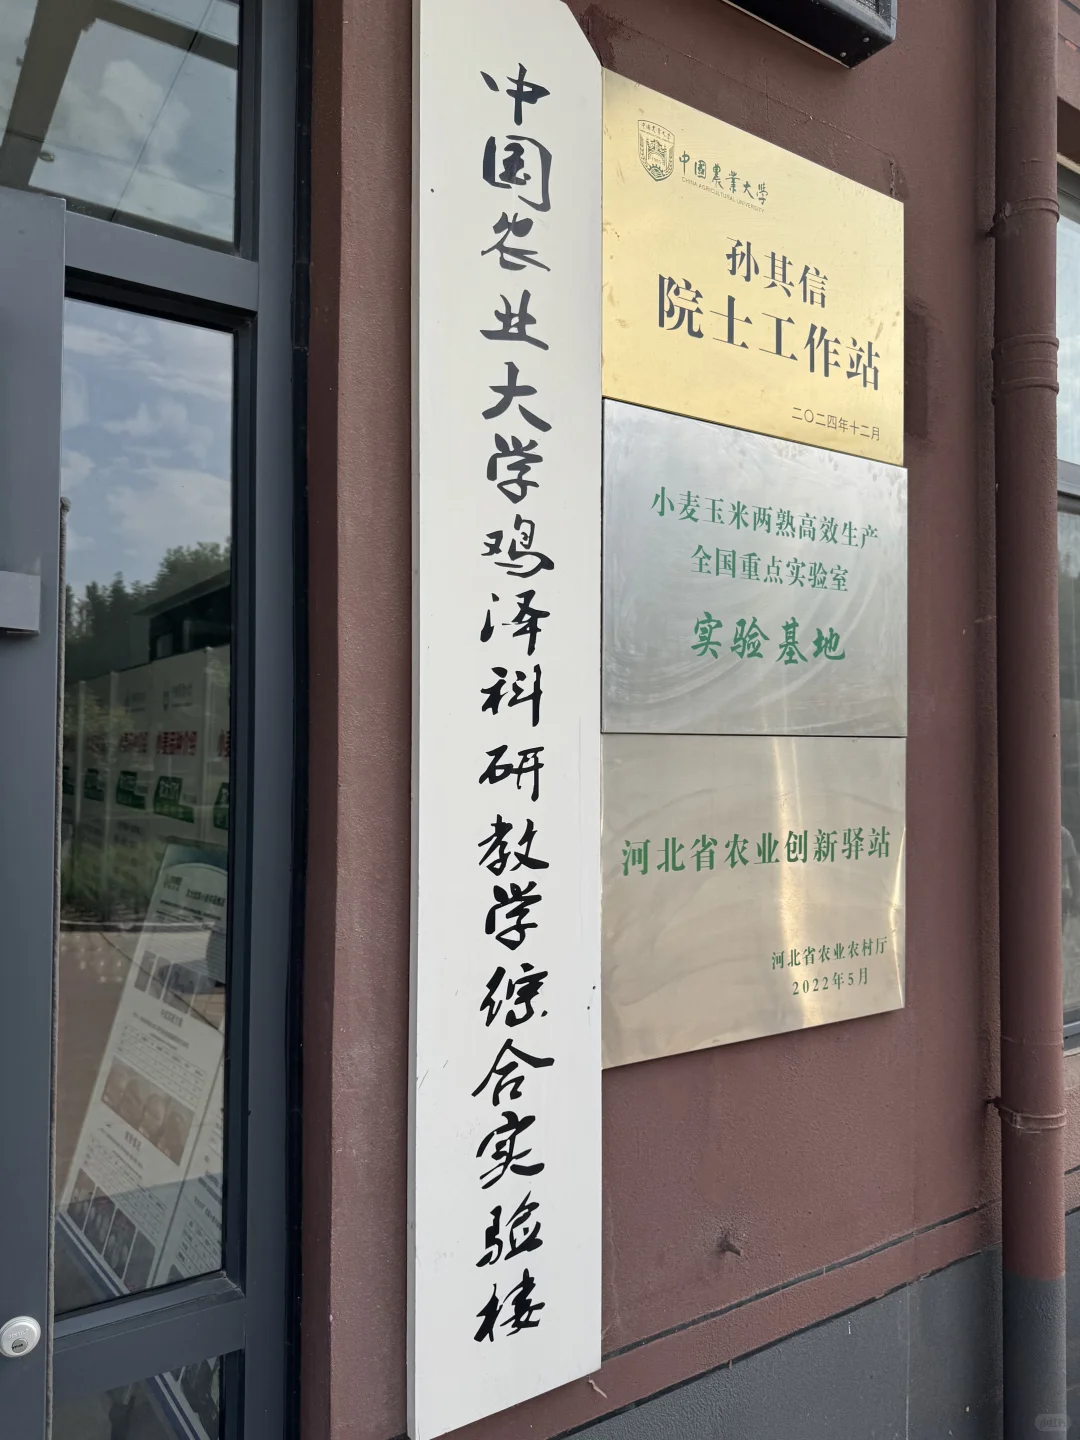 中国农业大学鸡泽科研教学综合实验楼
中國農業大学
CHINA AGRICULTURAL UNIVERSITY
孙其信
院士工作站
二〇二四年十二月
小麦玉米两熟高效生产
全国重点实验室
实验基地
河北省农业创新驿站
河北省农业农村厅
2022年5月